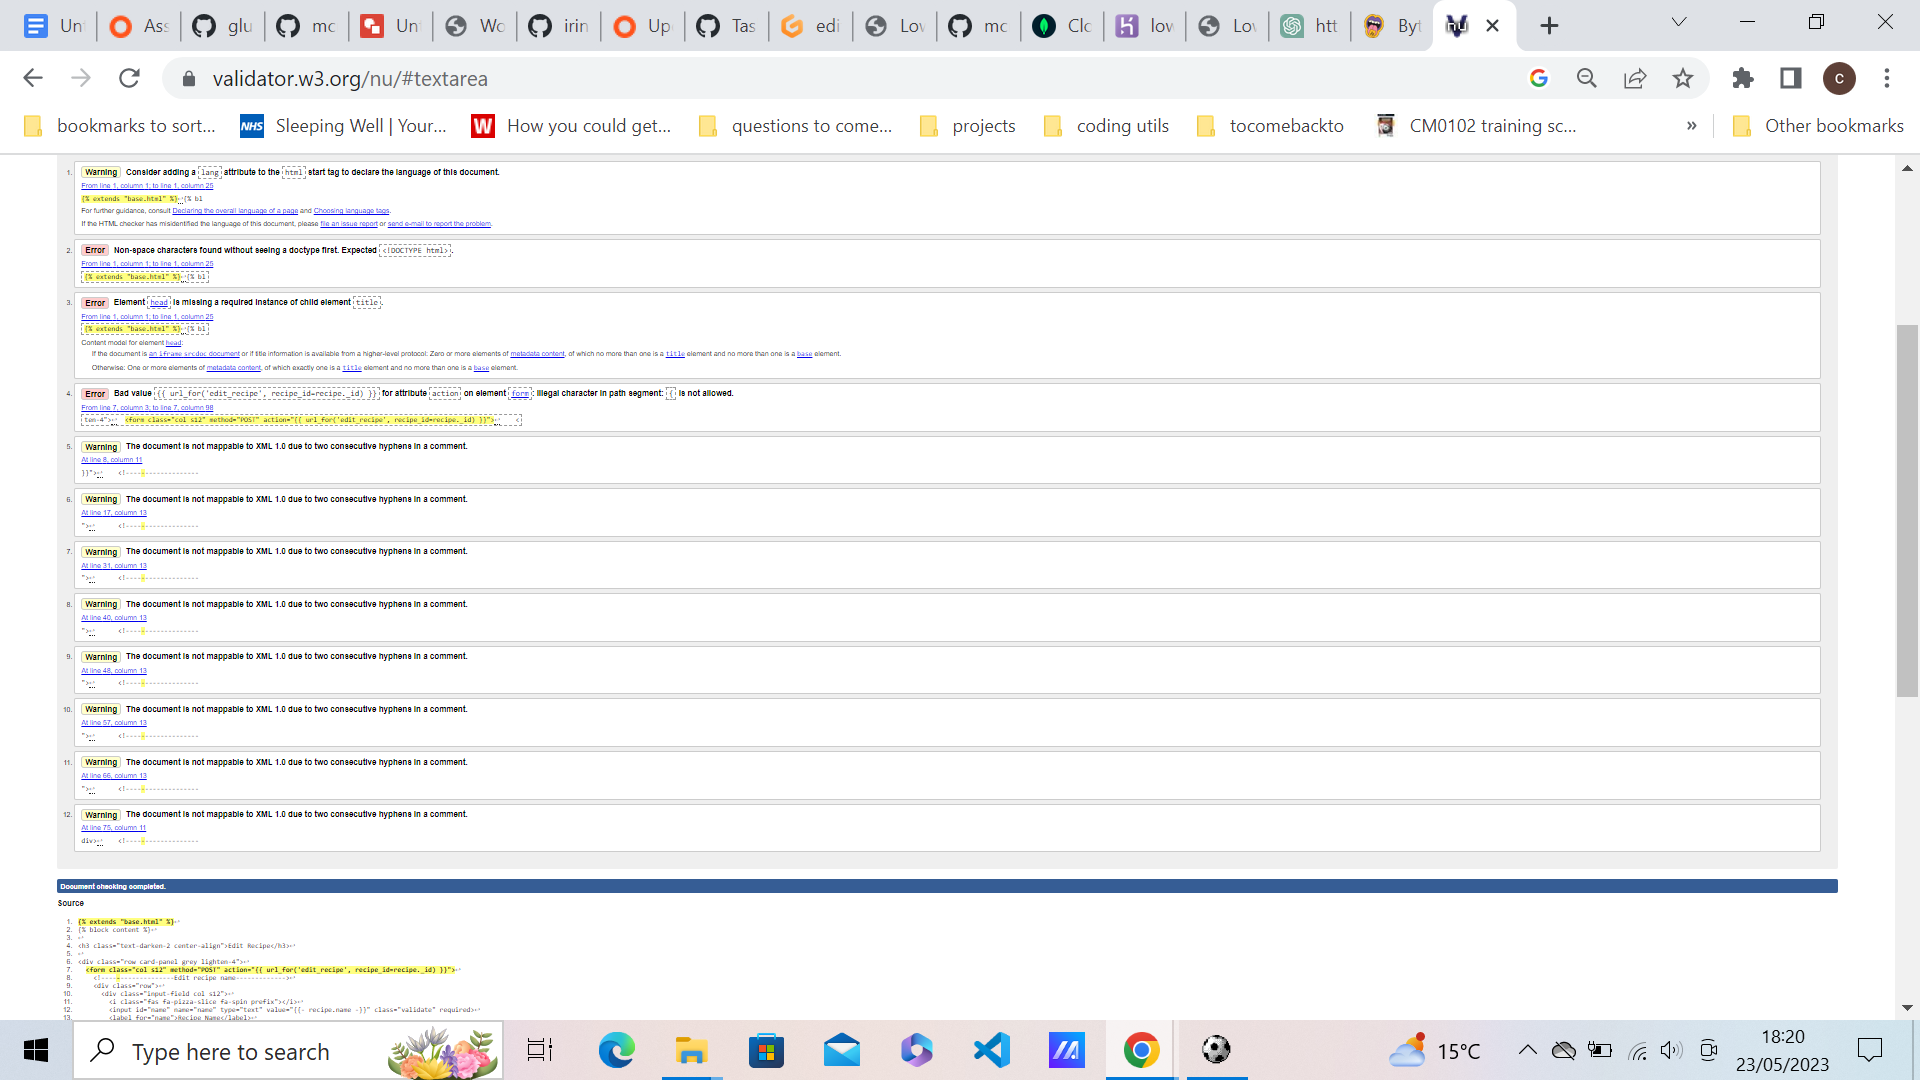 Un
Ass
glu
mc
Un
Wo
irin
Up
Tas
edi
Lov
mc
Clc
lov
Lov
htt
Byt
nu
validator.w3.org/nu/#textarea
c
bookmarks to sort...
NHS Sleeping Well | Your...
W How you could get...
questions to come...
projects
coding utils
tocomebackto
CM0102 training sc...
»
Other bookmarks
1. Warning Consider adding a lang attribute to the html start tag to declare the language of this document.
From line 1, column 1; to line 1, column 25
{% extends "base.html" %}↩{% bl
For further guidance, consult Declaring the overall language of a page and Choosing language tags.
If the HTML checker has misidentified the language of this document, please file an issue report or send e-mail to report the problem.
2. Error Non-space characters found without seeing a doctype first. Expected <!DOCTYPE html>.
From line 1, column 1; to line 1, column 25
{% extends "base.html" %}↩{% bl
3. Error Element head is missing a required instance of child element title.
From line 1, column 1; to line 1, column 25
{% extends "base.html" %}↩{% bl
Content model for element head:
If the document is an iframe srcdoc document or if title information is available from a higher-level protocol: Zero or more elements of metadata content, of which no more than one is a title element and no more than one is a base element.
Otherwise: One or more elements of metadata content, of which exactly one is a title element and no more than one is a base element.
4. Error Bad value {{ url_for('edit_recipe', recipe_id=recipe._id) }} for attribute action on element form: Illegal character in path segment: { is not allowed.
From line 7, column 3; to line 7, column 98
ten-4">↩ <form class="col s12" method="POST" action="{{ url_for('edit_recipe', recipe_id=recipe._id) }}">↩ <
5. Warning The document is not mappable to XML 1.0 due to two consecutive hyphens in a comment.
At line 8, column 11
}}">↩ <!--------------------
6. Warning The document is not mappable to XML 1.0 due to two consecutive hyphens in a comment.
At line 17, column 13
">↩ <!--------------------
7. Warning The document is not mappable to XML 1.0 due to two consecutive hyphens in a comment.
At line 31, column 13
">↩ <!--------------------
8. Warning The document is not mappable to XML 1.0 due to two consecutive hyphens in a comment.
At line 40, column 13
">↩ <!--------------------
9. Warning The document is not mappable to XML 1.0 due to two consecutive hyphens in a comment.
At line 48, column 13
">↩ <!--------------------
10. Warning The document is not mappable to XML 1.0 due to two consecutive hyphens in a comment.
At line 57, column 13
">↩ <!--------------------
11. Warning The document is not mappable to XML 1.0 due to two consecutive hyphens in a comment.
At line 66, column 13
">↩ <!--------------------
12. Warning The document is not mappable to XML 1.0 due to two consecutive hyphens in a comment.
At line 75, column 11
div>↩ <!--------------------
Document checking completed.
Source
1. {% extends "base.html" %}↩
2. {% block content %}↩
3. ↩
4. <h3 class="text-darken-2 center-align">Edit Recipe</h3>↩
5. ↩
6. <div class="row card-panel grey lighten-4">↩
7. <form class="col s12" method="POST" action="{{ url_for('edit_recipe', recipe_id=recipe._id) }}">↩
8. <!--------------------Edit recipe name-------------->↩
9. <div class="row">↩
10. <div class="input-field col s12">↩
11. <i class="fas fa-pizza-slice fa-spin prefix"></i>↩
12. <input id="name" name="name" type="text" value="{{- recipe.name -}}" class="validate" required>↩
13. <label for="name">Recipe Name</label>↩
Type here to search
15°C
18:20
23/05/2023